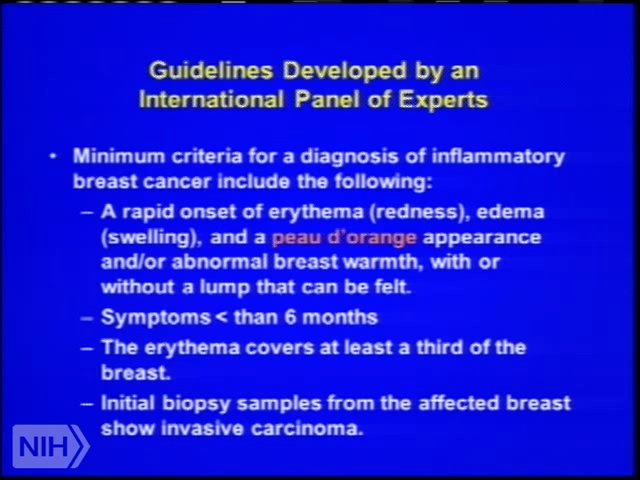 Guidelines Developed by an
International Panel of Experts
• Minimum criteria for a diagnosis of inflammatory
breast cancer include the following:
– A rapid onset of erythema (redness), edema
(swelling), and a peau d'orange appearance
and/or abnormal breast warmth, with or
without a lump that can be felt.
– Symptoms < than 6 months
– The erythema covers at least a third of the
breast.
– Initial biopsy samples from the affected breast
show invasive carcinoma.
NIH